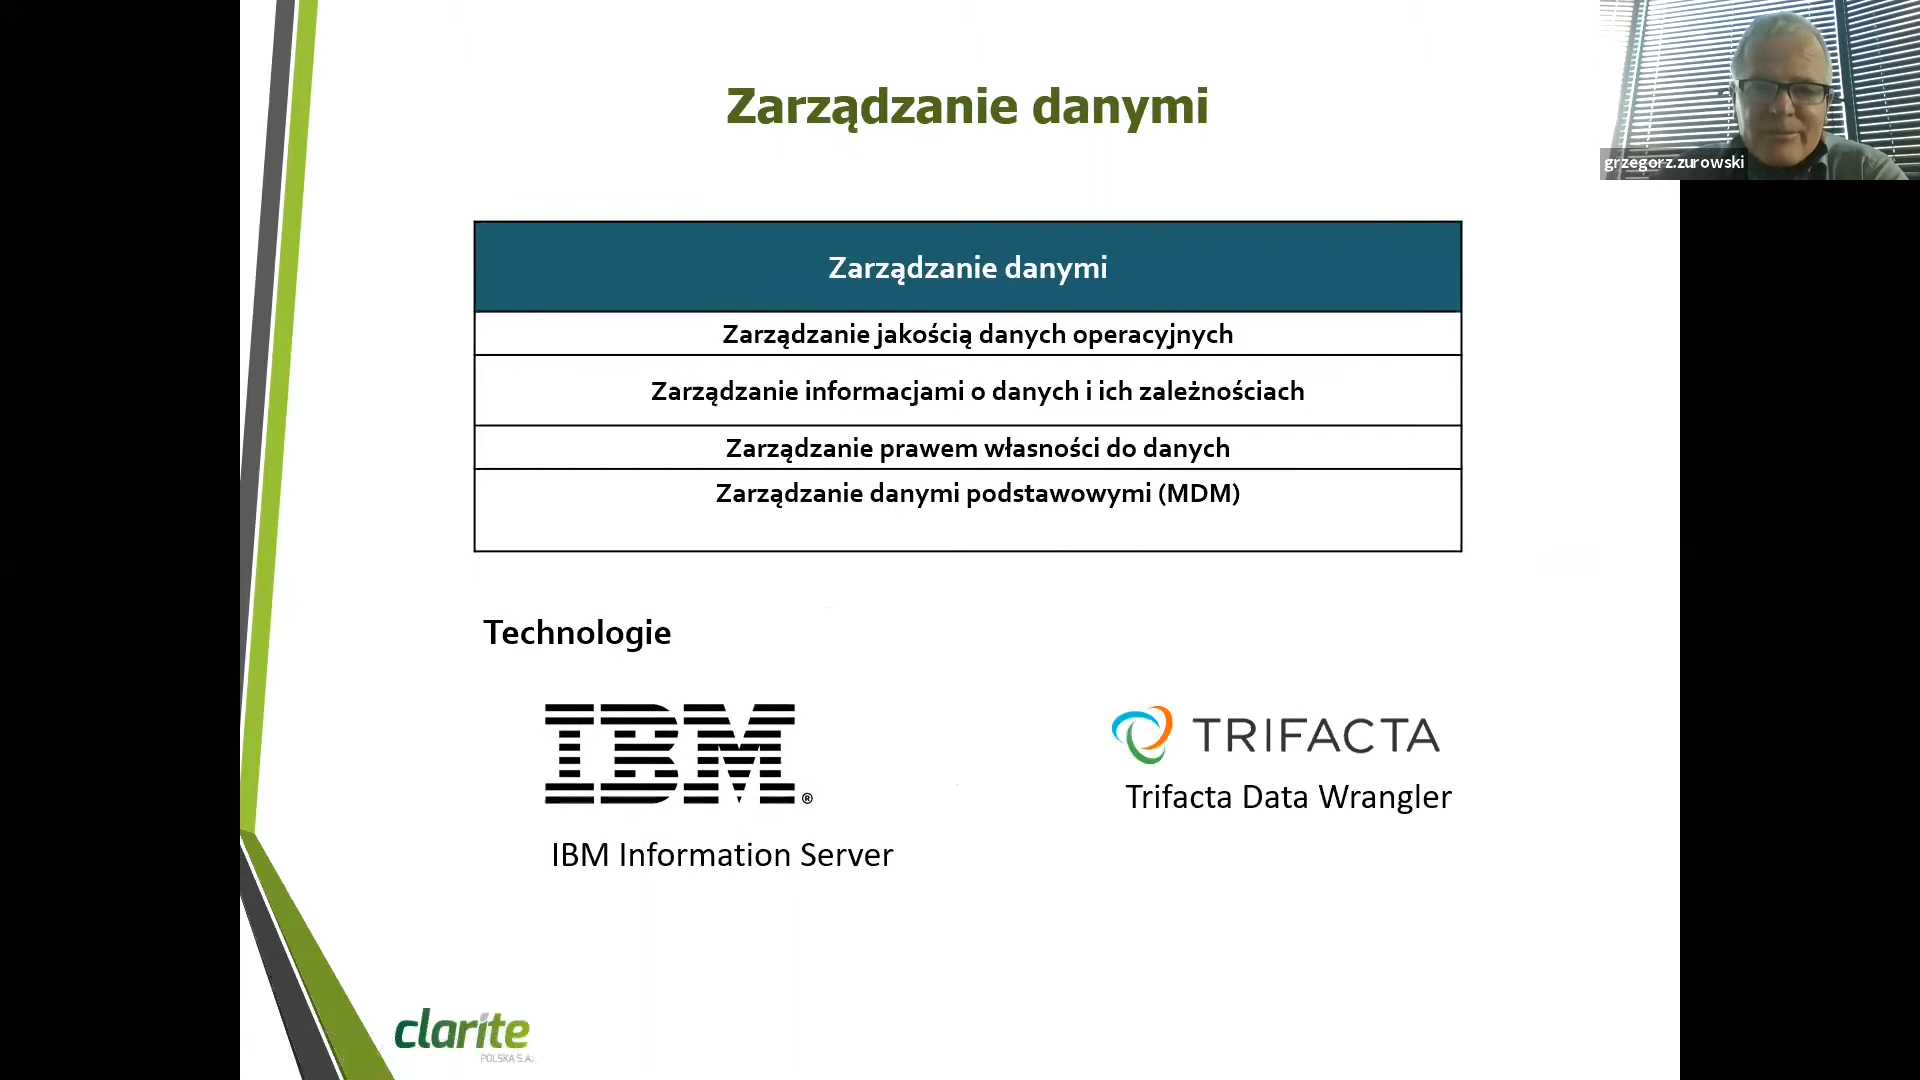 Zarządzanie danymi
grzegorz.zurowski
Zarządzanie danymi
Zarządzanie jakością danych operacyjnych
Zarządzanie informacjami o danych i ich zależnościach
Zarządzanie prawem własności do danych
Zarządzanie danymi podstawowymi (MDM)
Technologie
IBM®
TRIFACTA
Trifacta Data Wrangler
IBM Information Server
clarite
POLSKA S.A.